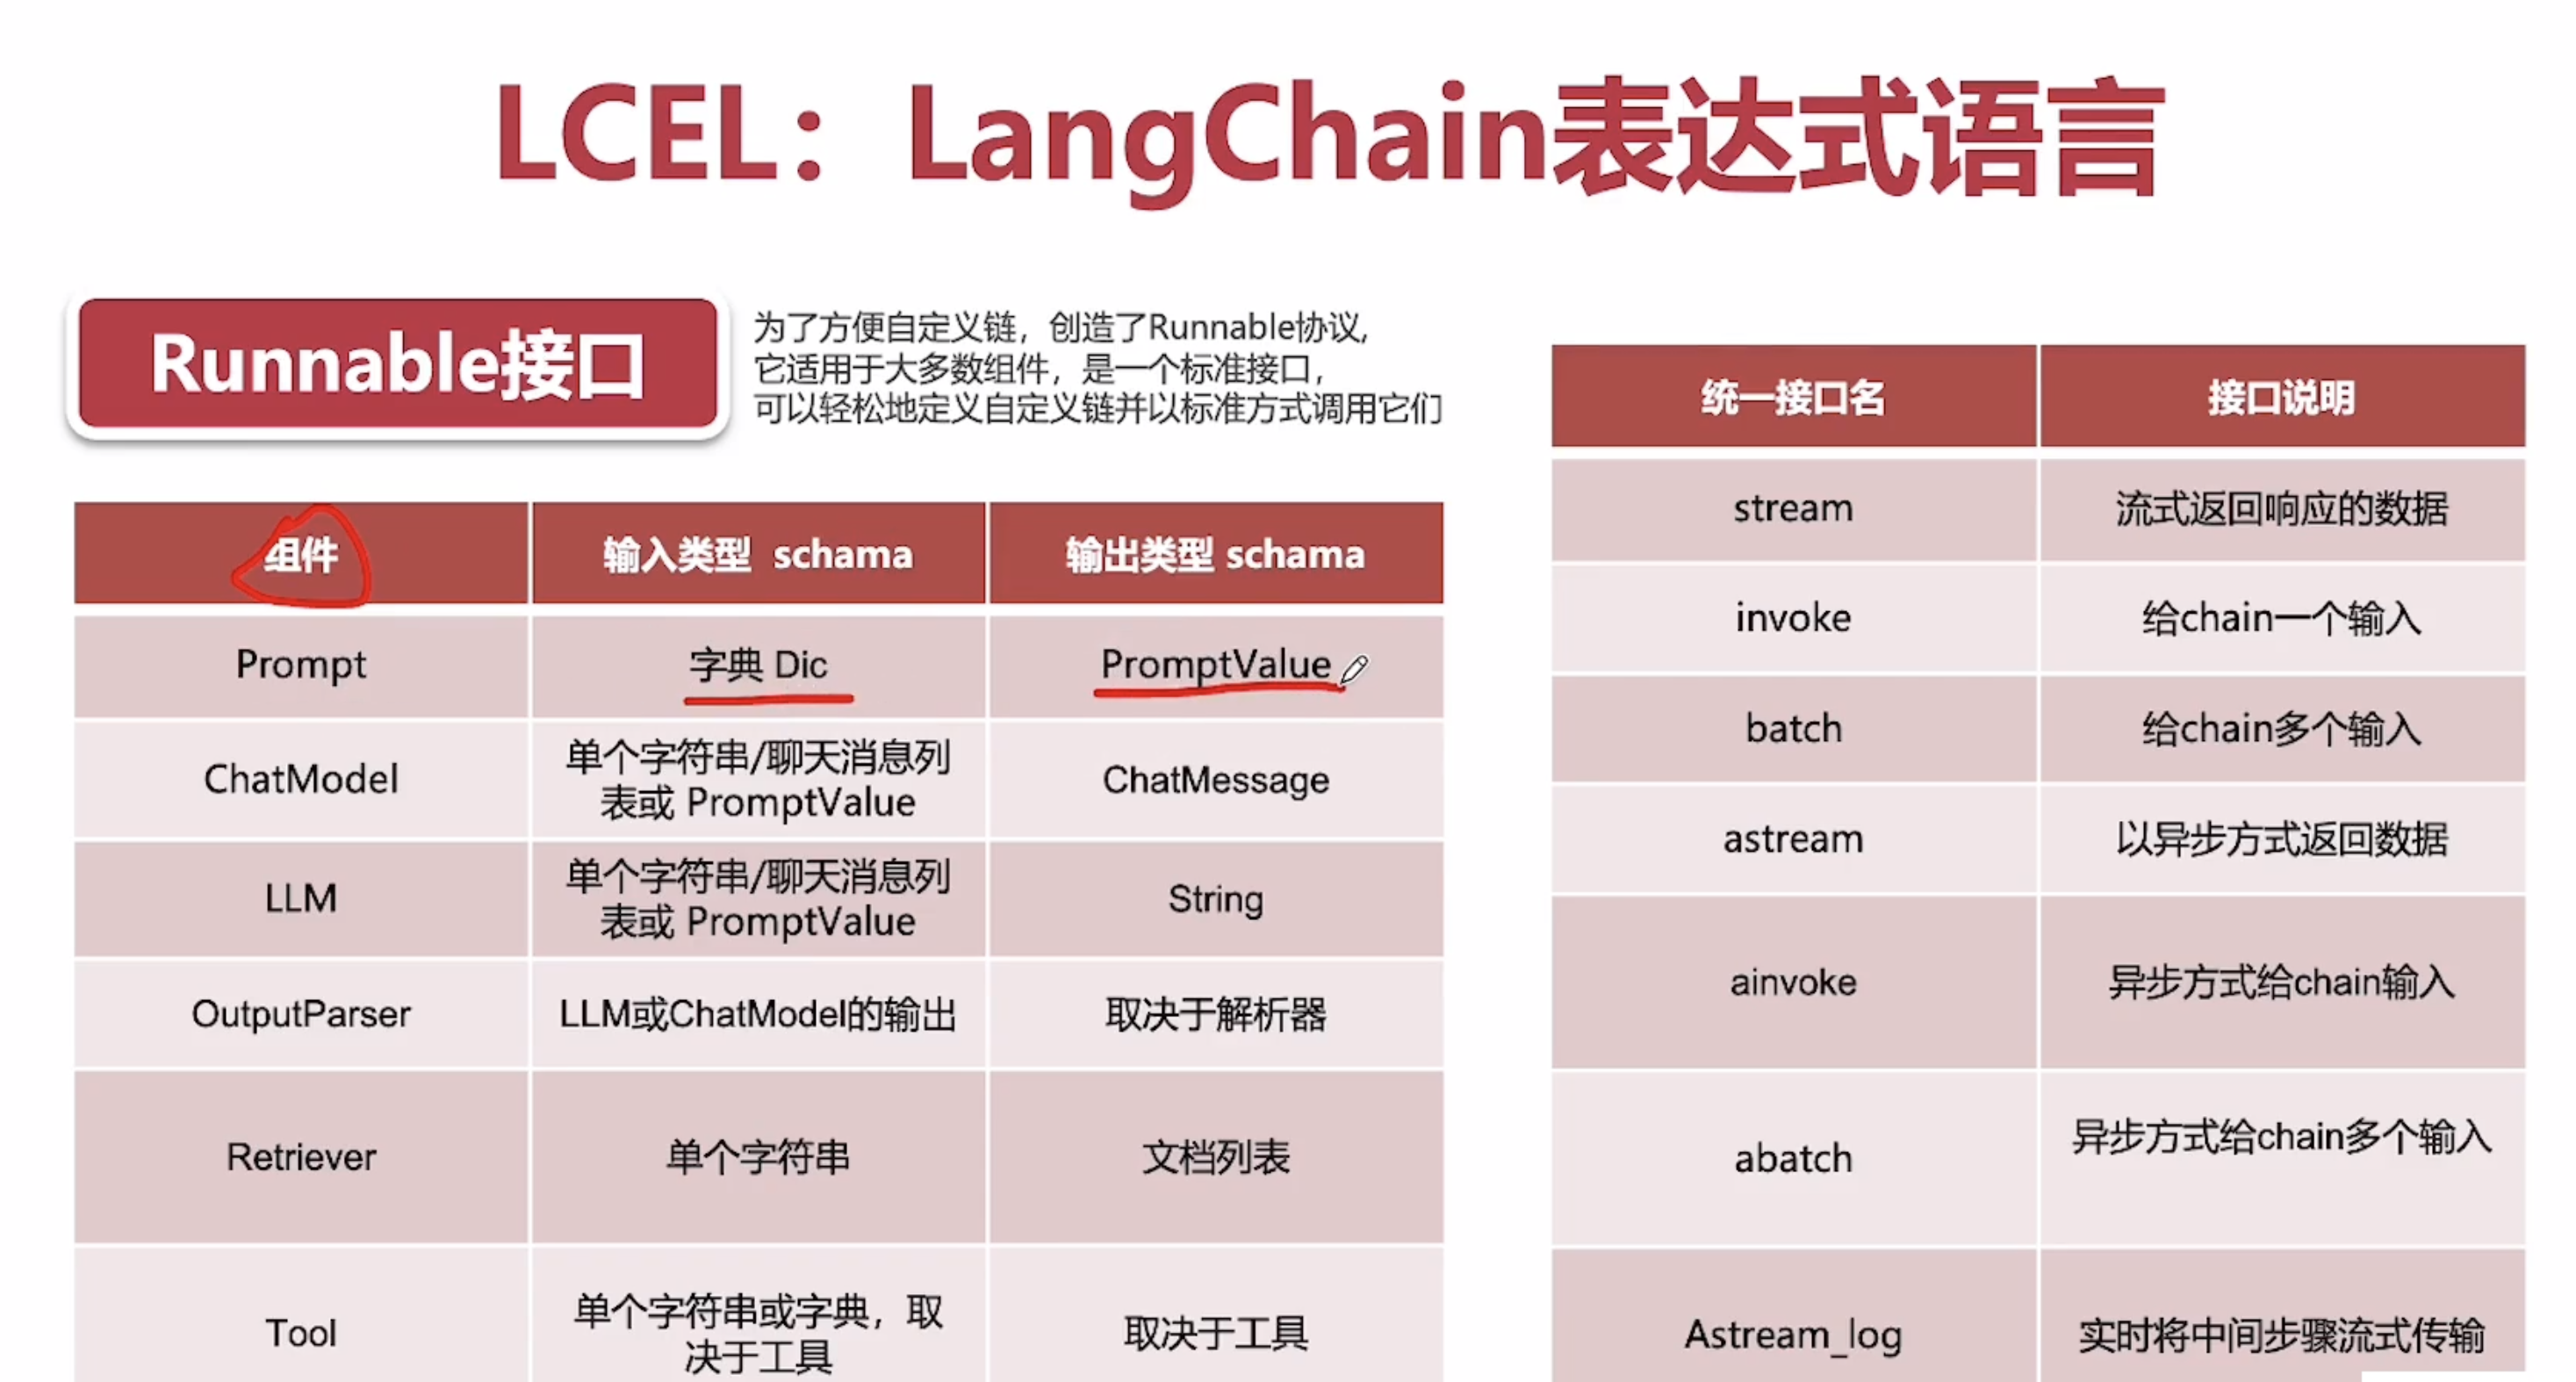 LCEL：LangChain表达式语言
Runnable接口
为了方便自定义链，创造了Runnable协议，
它适用于大多数组件，是一个标准接口，
可以轻松地定义自定义链并以标准方式调用它们
组件 输入类型 schama 输出类型 schama
Prompt 字典 Dic PromptValue
ChatModel 单个字符串/聊天消息列
表或 PromptValue ChatMessage
LLM 单个字符串/聊天消息列
表或 PromptValue String
OutputParser LLM或ChatModel的输出 取决于解析器
Retriever 单个字符串 文档列表
Tool 单个字符串或字典，取
决于工具 取决于工具
统一接口名 接口说明
stream 流式返回响应的数据
invoke 给chain一个输入
batch 给chain多个输入
astream 以异步方式返回数据
ainvoke 异步方式给chain输入
abatch 异步方式给chain多个输入
Astream_log 实时将中间步骤流式传输